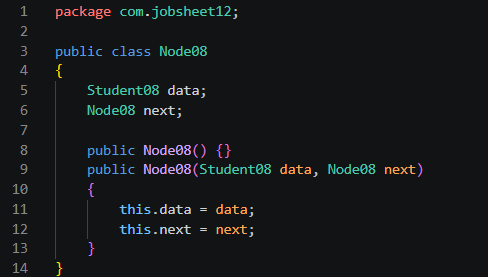 1 package com.jobsheet12;
2
3 public class Node08
4 {
5     Student08 data;
6     Node08 next;
7
8     public Node08() {}
9     public Node08(Student08 data, Node08 next)
10     {
11         this.data = data;
12         this.next = next;
13     }
14 }